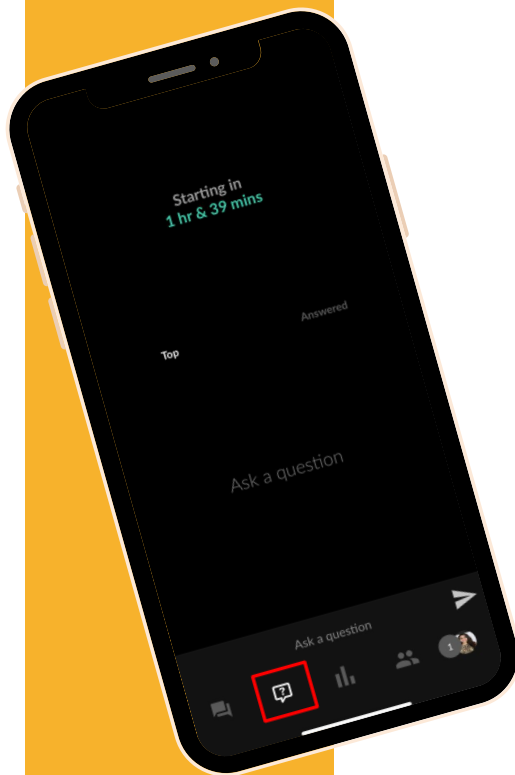 Starting in
1 hr & 39 mins
Top
Answered
Ask a question
Ask a question
?
1